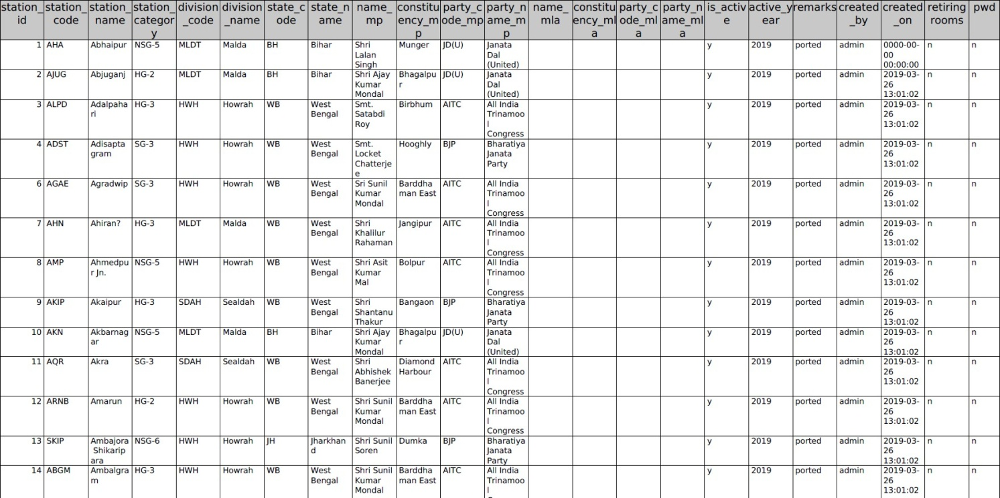 station_id station_code station_name station_category division_code division_name state_code state_name name_mp constituency_mp party_code_mp party_name_mp name_mla constituency_mla party_code_mla party_name_mla is_active active_year remarks created_by created_on retiringrooms pwd
1 AHA Abhaipur NSG-5 MLDT Malda BH Bihar Shri Lalan Singh Munger JD(U) Janata Dal (United) y 2019 ported admin 0000-00-00 00:00:00 n n
2 AJUG Abjuganj HG-2 MLDT Malda BH Bihar Shri Ajay Kumar Mondal Bhagalpur JD(U) Janata Dal (United) y 2019 ported admin 2019-03-26 13:01:02 n n
3 ALPD Adalpahari HG-3 HWH Howrah WB West Bengal Smt. Satabdi Roy Birbhum AITC All India Trinamool Congress y 2019 ported admin 2019-03-26 13:01:02 n n
4 ADST Adisaptagram SG-3 HWH Howrah WB West Bengal Smt. Locket Chatterjee Hooghly BJP Bharatiya Janata Party y 2019 ported admin 2019-03-26 13:01:02 n n
6 AGAE Agradwip SG-3 HWH Howrah WB West Bengal Sri Sunil Kumar Mondal Barddhaman East AITC All India Trinamool Congress y 2019 ported admin 2019-03-26 13:01:02 n n
7 AHN Ahiran? HG-3 MLDT Malda WB West Bengal Shri Khalilur Rahaman Jangipur AITC All India Trinamool Congress y 2019 ported admin 2019-03-26 13:01:02 n n
8 AMP Ahmedpur Jn. NSG-5 HWH Howrah WB West Bengal Shri Asit Kumar Mal Bolpur AITC All India Trinamool Congress y 2019 ported admin 2019-03-26 13:01:02 n n
9 AKIP Akaipur HG-3 SDAH Sealdah WB West Bengal Shri Shantanu Thakur Bangaon BJP Bharatiya Janata Party y 2019 ported admin 2019-03-26 13:01:02 n n
10 AKN Akbarnagar NSG-5 MLDT Malda BH Bihar Shri Ajay Kumar Mondal Bhagalpur JD(U) Janata Dal (United) y 2019 ported admin 2019-03-26 13:01:02 n n
11 AQR Akra SG-3 SDAH Sealdah WB West Bengal Shri Abhishek Banerjee Diamond Harbour AITC All India Trinamool Congress y 2019 ported admin 2019-03-26 13:01:02 n n
12 ARNB Amarun HG-2 HWH Howrah WB West Bengal Shri Sunil Kumar Mondal Barddhaman East AITC All India Trinamool Congress y 2019 ported admin 2019-03-26 13:01:02 n n
13 SKIP Ambajora Shikaripara NSG-6 HWH Howrah JH Jharkhand Shri Sunil Soren Dumka BJP Bharatiya Janata Party y 2019 ported admin 2019-03-26 13:01:02 n n
14 ABGM Ambalgram HG-3 HWH Howrah WB West Bengal Shri Sunil Kumar Mondal Barddhaman East AITC All India Trinamool y 2019 ported admin 2019-03-26 13:01:02 n n